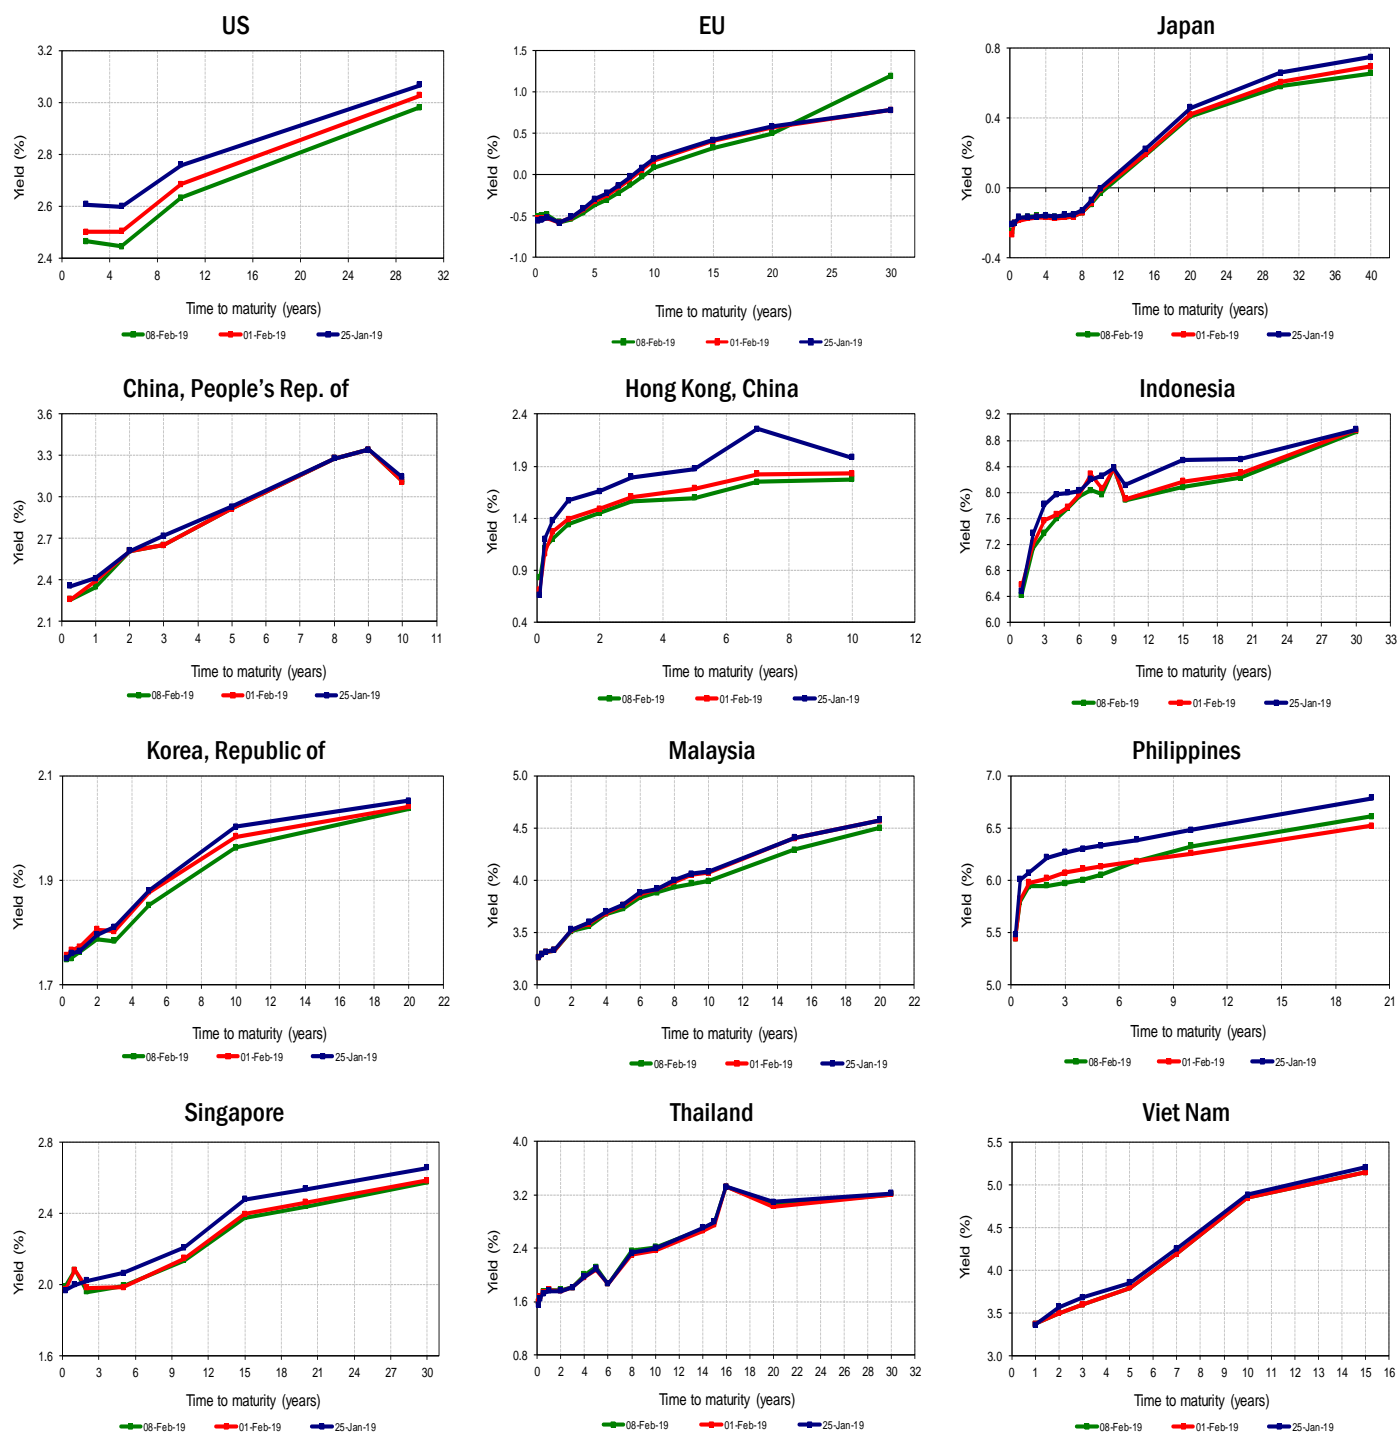 US
3.2
3.0
2.8
2.6
2.4
Yield (%)
0 4 8 12 16 20 24 28 32
Time to maturity (years)
08-Feb-19 01-Feb-19 25-Jan-19
EU
1.5
1.0
0.5
0.0
-0.5
-1.0
Yield (%)
0 5 10 15 20 25 30
Time to maturity (years)
08-Feb-19 01-Feb-19 25-Jan-19
Japan
0.8
0.4
0.0
-0.4
Yield (%)
0 4 8 12 16 20 24 28 32 36 40
Time to maturity (years)
08-Feb-19 01-Feb-19 25-Jan-19
China, People’s Rep. of
3.6
3.3
3.0
2.7
2.4
2.1
Yield (%)
0 1 2 3 4 5 6 7 8 9 10 11
Time to maturity (years)
08-Feb-19 01-Feb-19 25-Jan-19
Hong Kong, China
2.4
1.9
1.4
0.9
0.4
Yield (%)
0 2 4 6 8 10 12
Time to maturity (years)
08-Feb-19 01-Feb-19 25-Jan-19
Indonesia
9.2
8.8
8.4
8.0
7.6
7.2
6.8
6.4
6.0
Yield (%)
0 3 6 9 12 15 18 21 24 27 30 33
Time to maturity (years)
08-Feb-19 01-Feb-19 25-Jan-19
Korea, Republic of
2.1
1.9
1.7
Yield (%)
0 2 4 6 8 10 12 14 16 18 20 22
Time to maturity (years)
08-Feb-19 01-Feb-19 25-Jan-19
Malaysia
5.0
4.5
4.0
3.5
3.0
Yield (%)
0 2 4 6 8 10 12 14 16 18 20 22
Time to maturity (years)
08-Feb-19 01-Feb-19 25-Jan-19
Philippines
7.0
6.5
6.0
5.5
5.0
Yield (%)
0 3 6 9 12 15 18 21
Time to maturity (years)
08-Feb-19 01-Feb-19 25-Jan-19
Singapore
2.8
2.4
2.0
1.6
Yield (%)
0 3 6 9 12 15 18 21 24 27 30
Time to maturity (years)
08-Feb-19 01-Feb-19 25-Jan-19
Thailand
4.0
3.2
2.4
1.6
0.8
Yield (%)
0 2 4 6 8 10 12 14 16 18 20 22 24 26 28 30 32
Time to maturity (years)
08-Feb-19 01-Feb-19 25-Jan-19
Viet Nam
5.5
5.0
4.5
4.0
3.5
3.0
Yield (%)
0 1 2 3 4 5 6 7 8 9 10 11 12 13 14 15 16
Time to maturity (years)
08-Feb-19 01-Feb-19 25-Jan-19